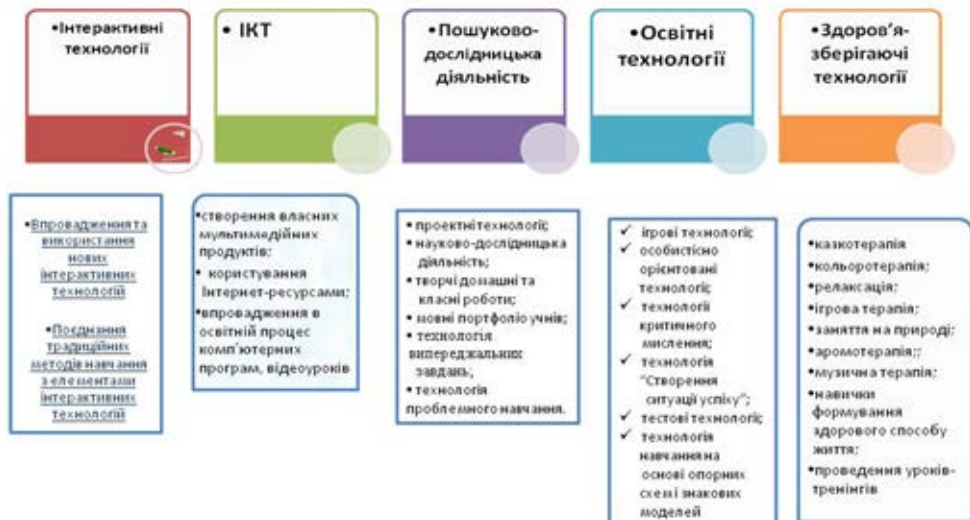 •Інтерактивні
технології
• ІКТ
•Пошуково-
дослідницька
діяльність
•Освітні
технології
•Здоров’я-
зберігаючі
технології
•Впровадження та
використання
нових
інтерактивних
технологій
•Поєднання
традиційних
методів навчання
з елементами
інтерактивних
технологій
•створення власних
мультимедійних
продуктів;
• користування
Інтернет-ресурсами;
•впровадження в
освітній процес
комп’ютерних
програм, відеоуроків
• проектні технології;
• науково-дослідницька
діяльність;
• творчі домашні та
класні роботи;
• мовні портфоліо учнів;
• технологія
випереджальних
завдань;
• технологія
проблемного навчання.
✓ ігрові технології;
✓ особистісно
орієнтовані
технології;
✓ технології
критичного
мислення;
✓ технологія
“Створення
ситуації успіху”;
✓ тестові технології;
✓ технологія
навчання на
основі опорних
схем і знакових
моделей
•казкотерапія
•кольоротерапія;
•релаксація;
•ігрова терапія;
•заняття на природі;
•аромотерапія;;
•музична терапія;
•навички
формування
здорового способу
життя;
•проведення уроків-
тренінгів